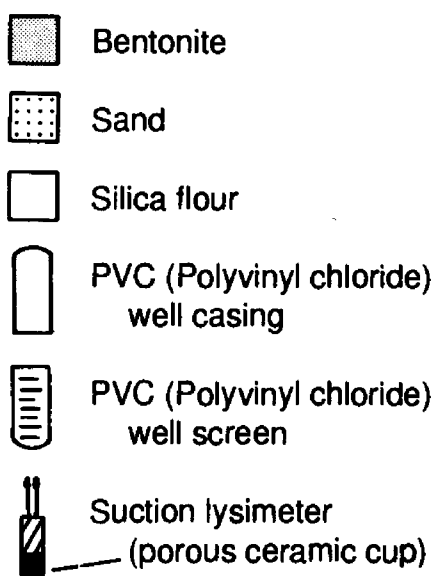 Bentonite
Sand
Silica flour
PVC (Polyvinyl chloride)
well casing
PVC (Polyvinyl chloride)
well screen
Suction lysimeter
(porous ceramic cup)